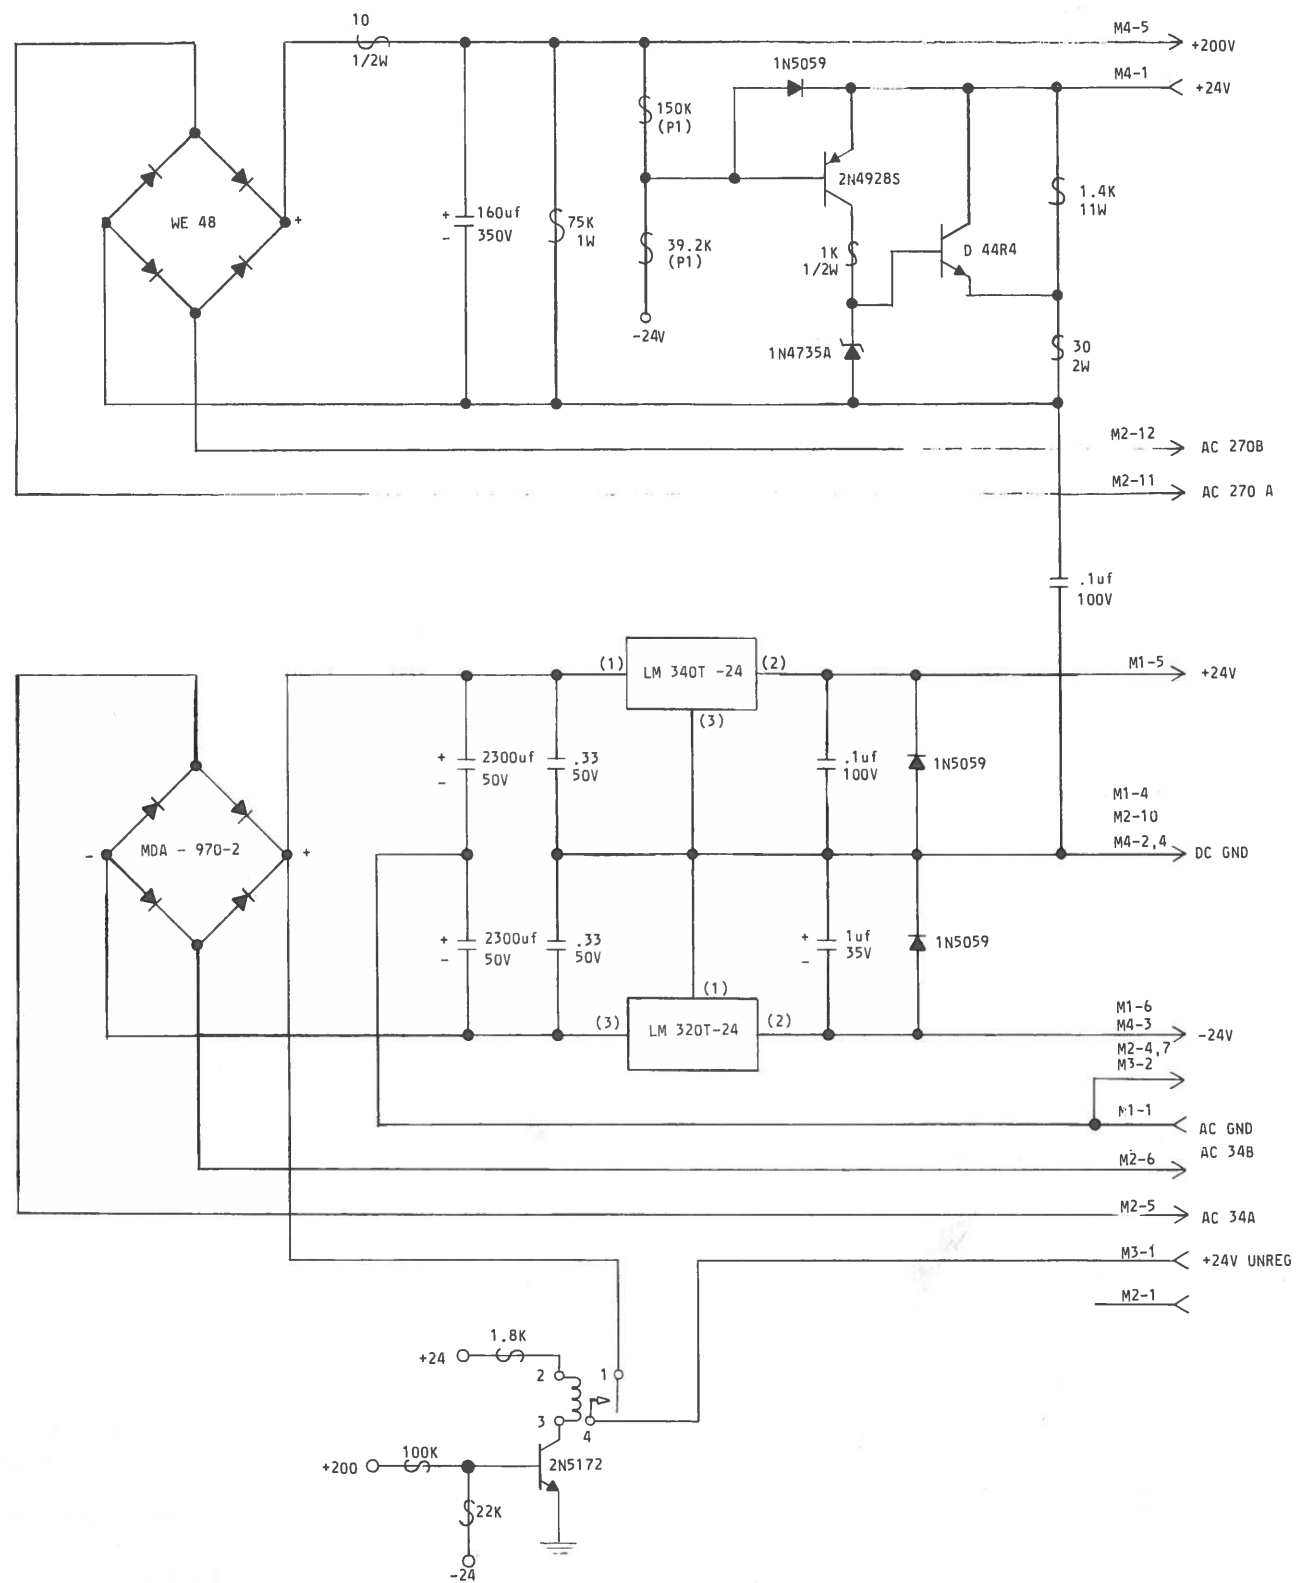 10
1/2W
M4-5
+200V
1N5059
M4-1
+24V
150K
(P1)
2N4928S
1.4K
11W
WE 48
+
+
-
160uf
350V
75K
1W
39.2K
(P1)
1K
1/2W
D 44R4
-24V
1N4735A
30
2W
M2-12
AC 270B
M2-11
AC 270 A
.1uf
100V
(1)
LM 340T -24
(2)
M1-5
+24V
(3)
+
-
2300uf
50V
.33
50V
.1uf
100V
1N5059
M1-4
M2-10
M4-2,4
DC GND
-
MDA - 970-2
+
+
-
2300uf
50V
.33
50V
+
-
1uf
35V
1N5059
(1)
(3)
LM 320T-24
(2)
M1-6
M4-3
-24V
M2-4,7
M3-2
M1-1
AC GND
AC 34B
M2-6
M2-5
AC 34A
M3-1
+24V UNREG
M2-1
1.8K
+24
2
1
3
4
100K
+200
2N5172
22K
-24